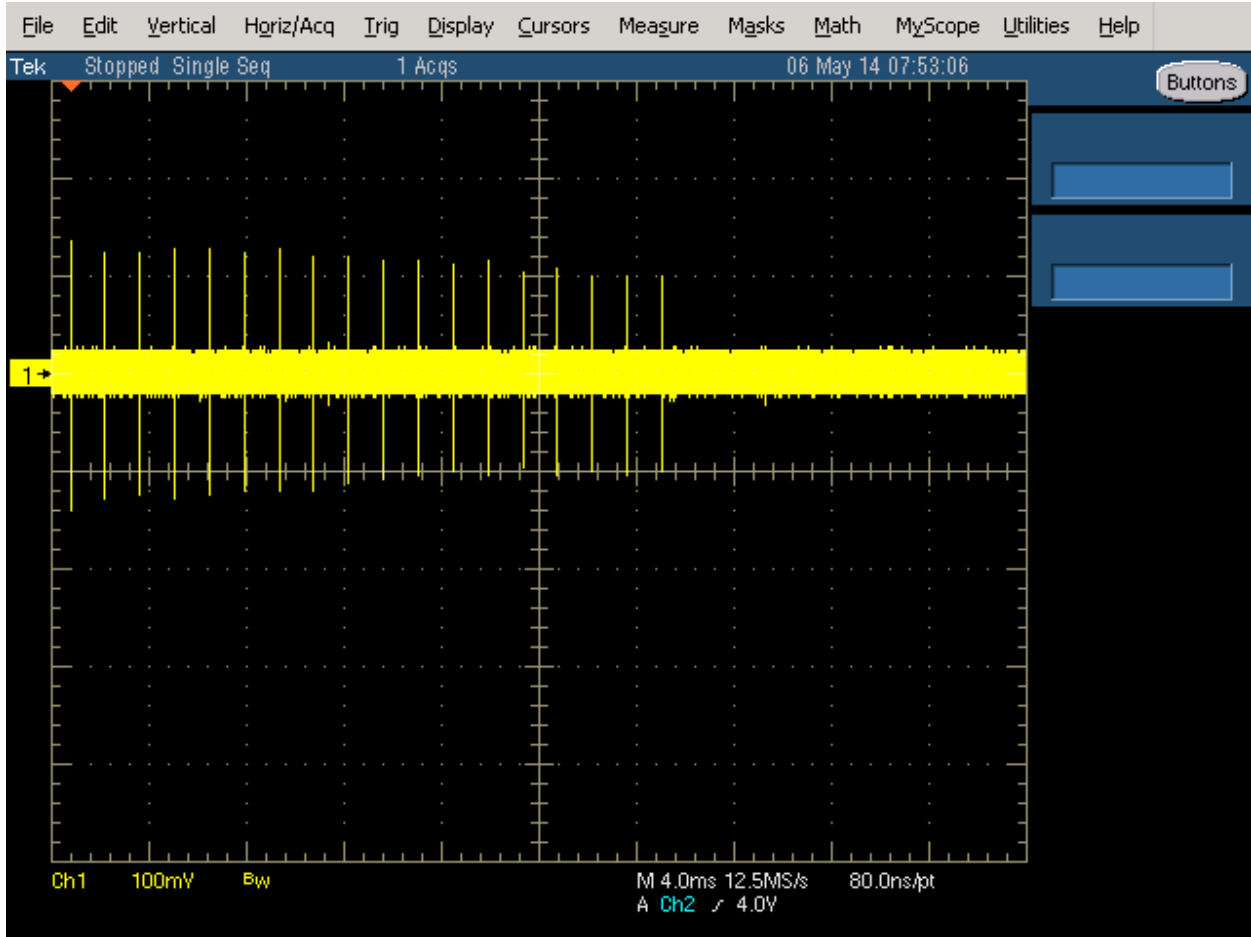 File Edit Vertical Horiz/Acq Trig Display Cursors Measure Masks Math MyScope Utilities Help
Tek Stopped Single Seq 1 Acqs 06 May 14 07:53:06
Buttons
1
Ch1 100mV BW M 4.0ms 12.5MS/s 80.0ns/pt
A Ch2 / 4.0V